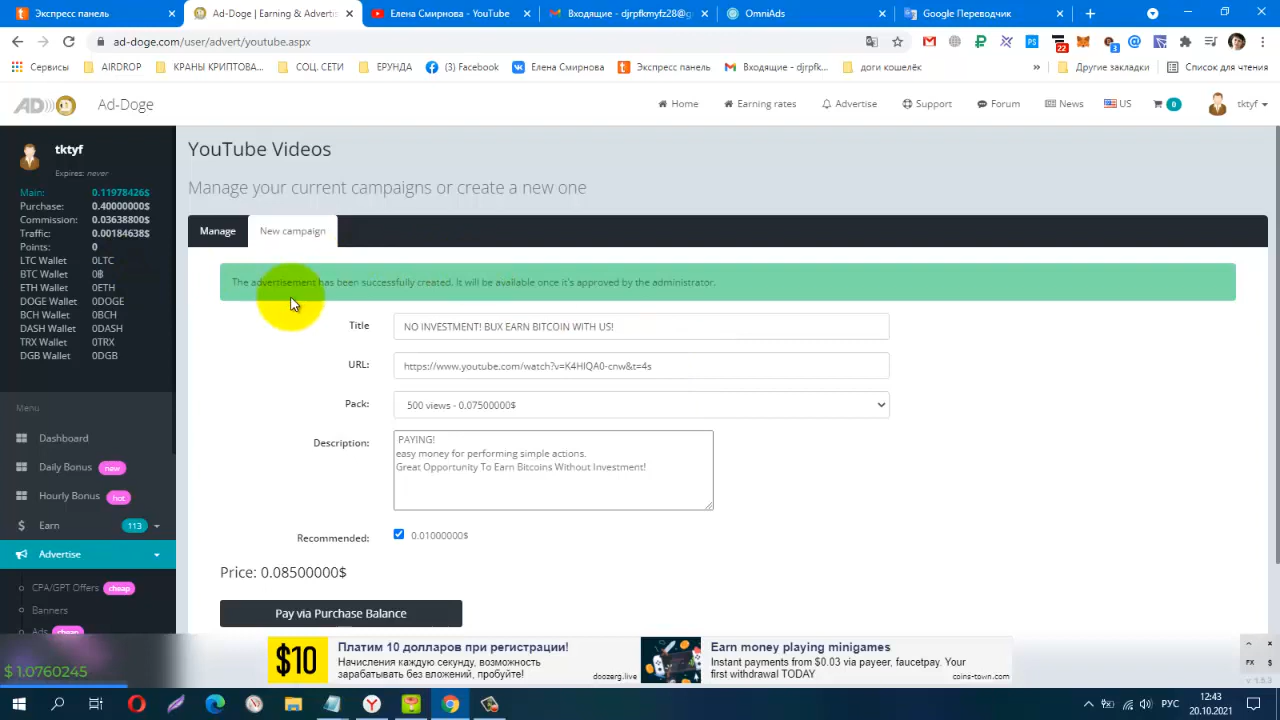 Экспресс панель
Ad-Doge | Earning & Advertis
Елена Смирнова - YouTube
Входящие - djrpfkmyfz28@g
OmniAds
Google Переводчик
ad-doge.com/user/advert/youtube.aspx
22
3
Сервисы
AIRDROP
КРАНЫ КРИПТОВА...
СОЦ. СЕТИ
ЕРУНДА
(3) Facebook
Елена Смирнова
Экспресс панель
Входящие - djrpfk...
доги кошелёк
»
Другие закладки
Список для чтения
AD
Ad-Doge
Home
Earning rates
Advertise
Support
Forum
News
US
0
tktyf
tktyf
Expires: never
Main: 0.11978426$
Purchase: 0.40000000$
Commission: 0.03638800$
Traffic: 0.00184638$
Points: 0
LTC Wallet 0LTC
BTC Wallet 0฿
ETH Wallet 0ETH
DOGE Wallet 0DOGE
BCH Wallet 0BCH
DASH Wallet 0DASH
TRX Wallet 0TRX
DGB Wallet 0DGB
Menu
Dashboard
Daily Bonus new
Hourly Bonus hot
Earn 113
Advertise
CPA/GPT Offers cheap
Banners
Ads cheap
$ 1.0760245
YouTube Videos
Manage your current campaigns or create a new one
Manage
New campaign
The advertisement has been successfully created. It will be available once it's approved by the administrator.
Title
NO INVESTMENT! BUX EARN BITCOIN WITH US!
URL:
https://www.youtube.com/watch?v=K4HIQA0-cnw&t=4s
Pack:
500 views - 0.07500000$
Description:
PAYING!
easy money for performing simple actions.
Great Opportunity To Earn Bitcoins Without Investment!
Recommended:
0.01000000$
Price: 0.08500000$
Pay via Purchase Balance
$10
Платим 10 долларов при регистрации!
Начисления каждую секунду, возможность
зарабатывать без вложений, пробуйте!
doozerg.live
Earn money playing minigames
Instant payments from $0.03 via payeer, faucetpay. Your
first withdrawal TODAY
coins-town.com
FX $
v 1.5.3
РУС
12:43
20.10.2021